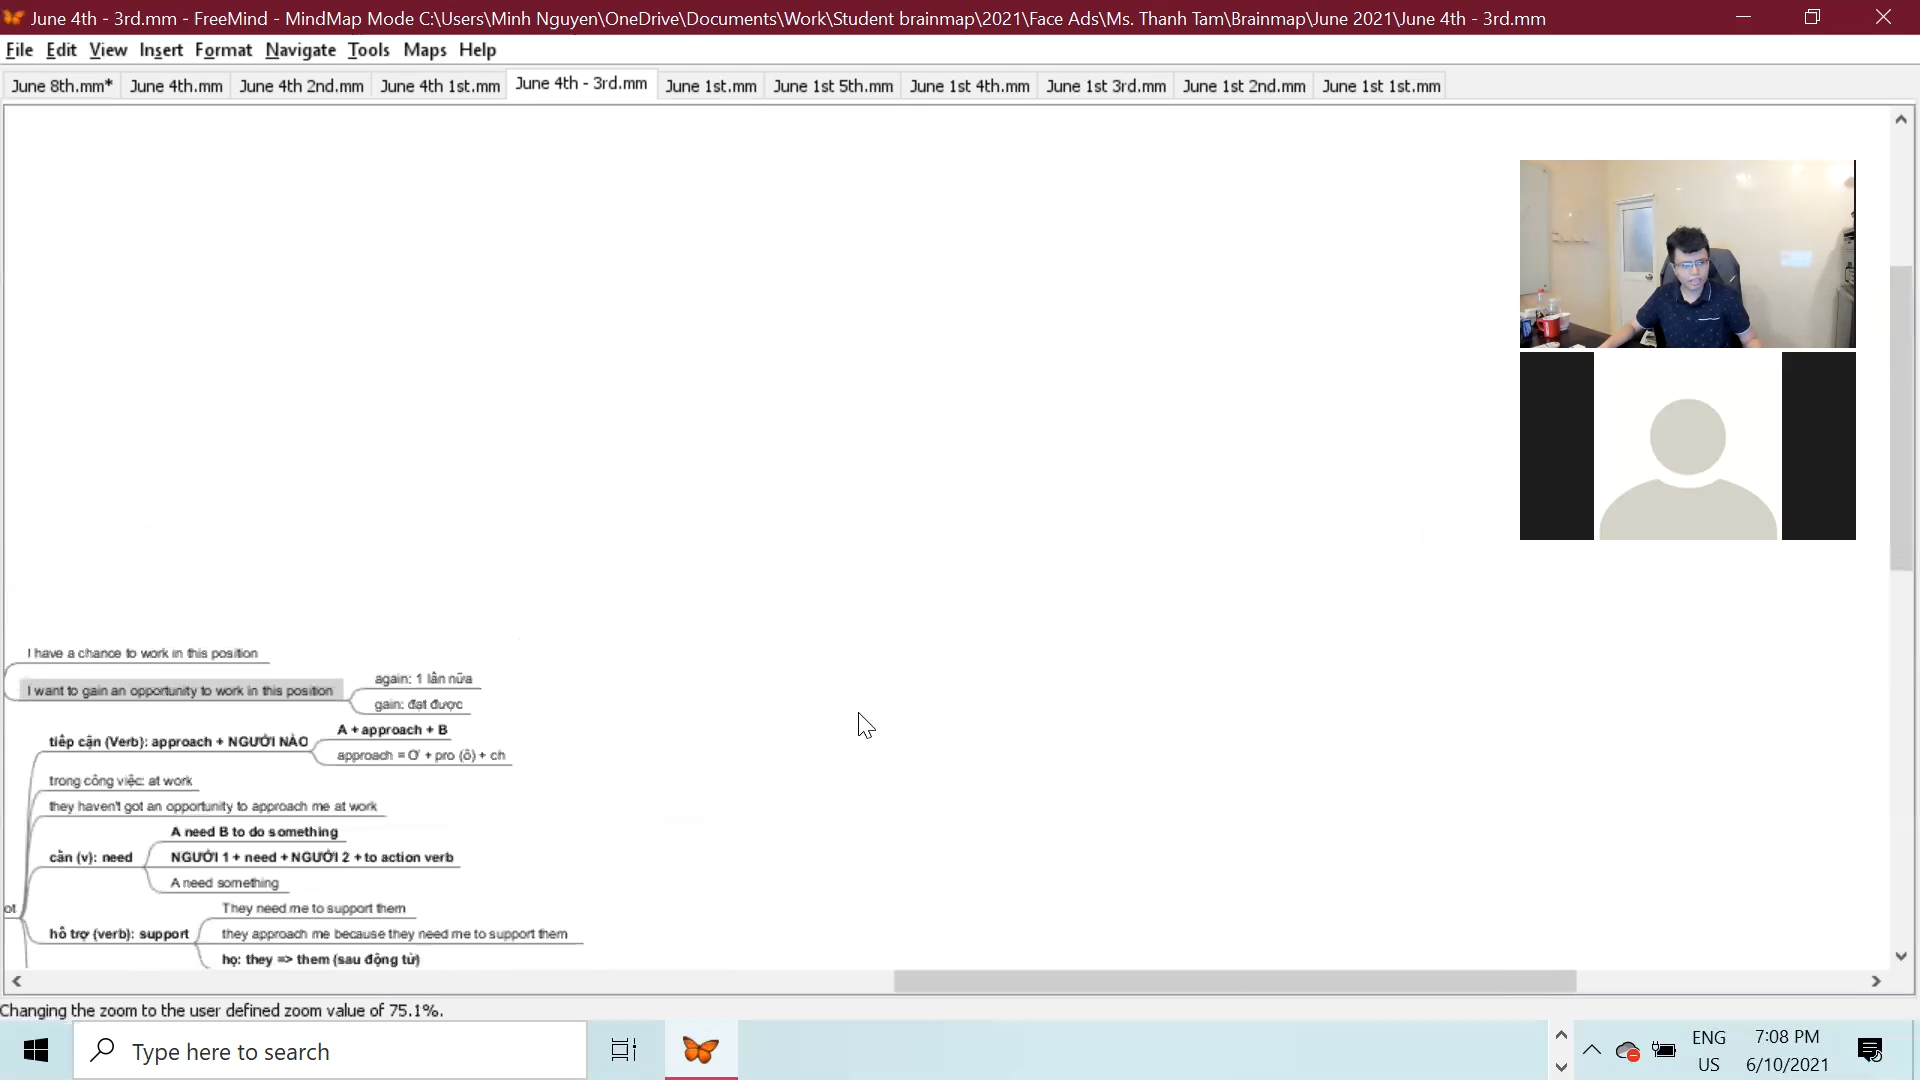 June 4th - 3rd.mm - FreeMind - MindMap Mode C:\Users\Minh Nguyen\OneDrive\Documents\Work\Student brainmap\2021\Face Ads\Ms. Thanh Tam\Brainmap\June 2021\June 4th - 3rd.mm
File Edit View Insert Format Navigate Tools Maps Help
June 8th.mm* June 4th.mm June 4th 2nd.mm June 4th 1st.mm June 4th - 3rd.mm June 1st.mm June 1st 5th.mm June 1st 4th.mm June 1st 3rd.mm June 1st 2nd.mm June 1st 1st.mm
I have a chance to work in this position
again: 1 lần nữa
I want to gain an opportunity to work in this position
gain: đạt được
A + approach + B
tiếp cận (Verb): approach + NGƯỜI NÀO
approach = Ơ + pro (ô) + ch
trong công việc: at work
they haven't got an opportunity to approach me at work
A need B to do something
cần (v): need
NGƯỜI 1 + need + NGƯỜI 2 + to action verb
A need something
ot
They need me to support them
hỗ trợ (verb): support
they approach me because they need me to support them
họ: they => them (sau động từ)
Changing the zoom to the user defined zoom value of 75.1%.
Type here to search
ENG
US
7:08 PM
6/10/2021